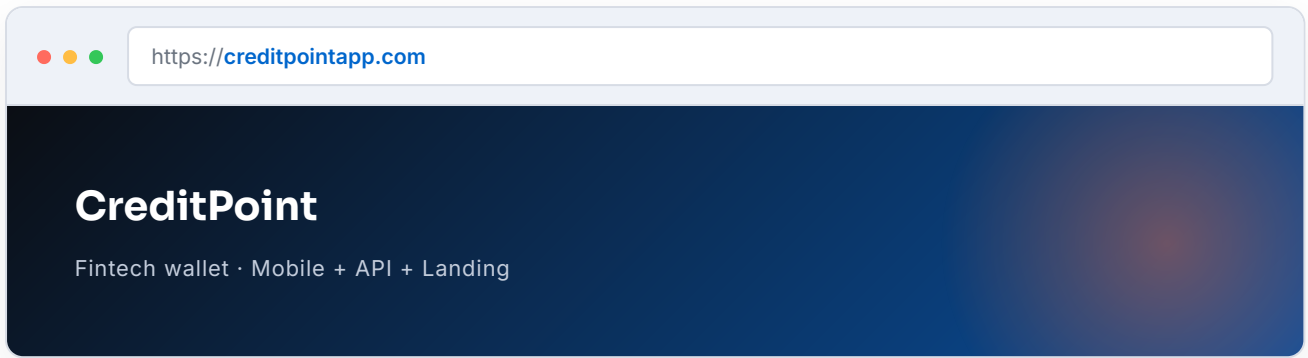 https://creditpointapp.com
CreditPoint
Fintech wallet · Mobile + API + Landing